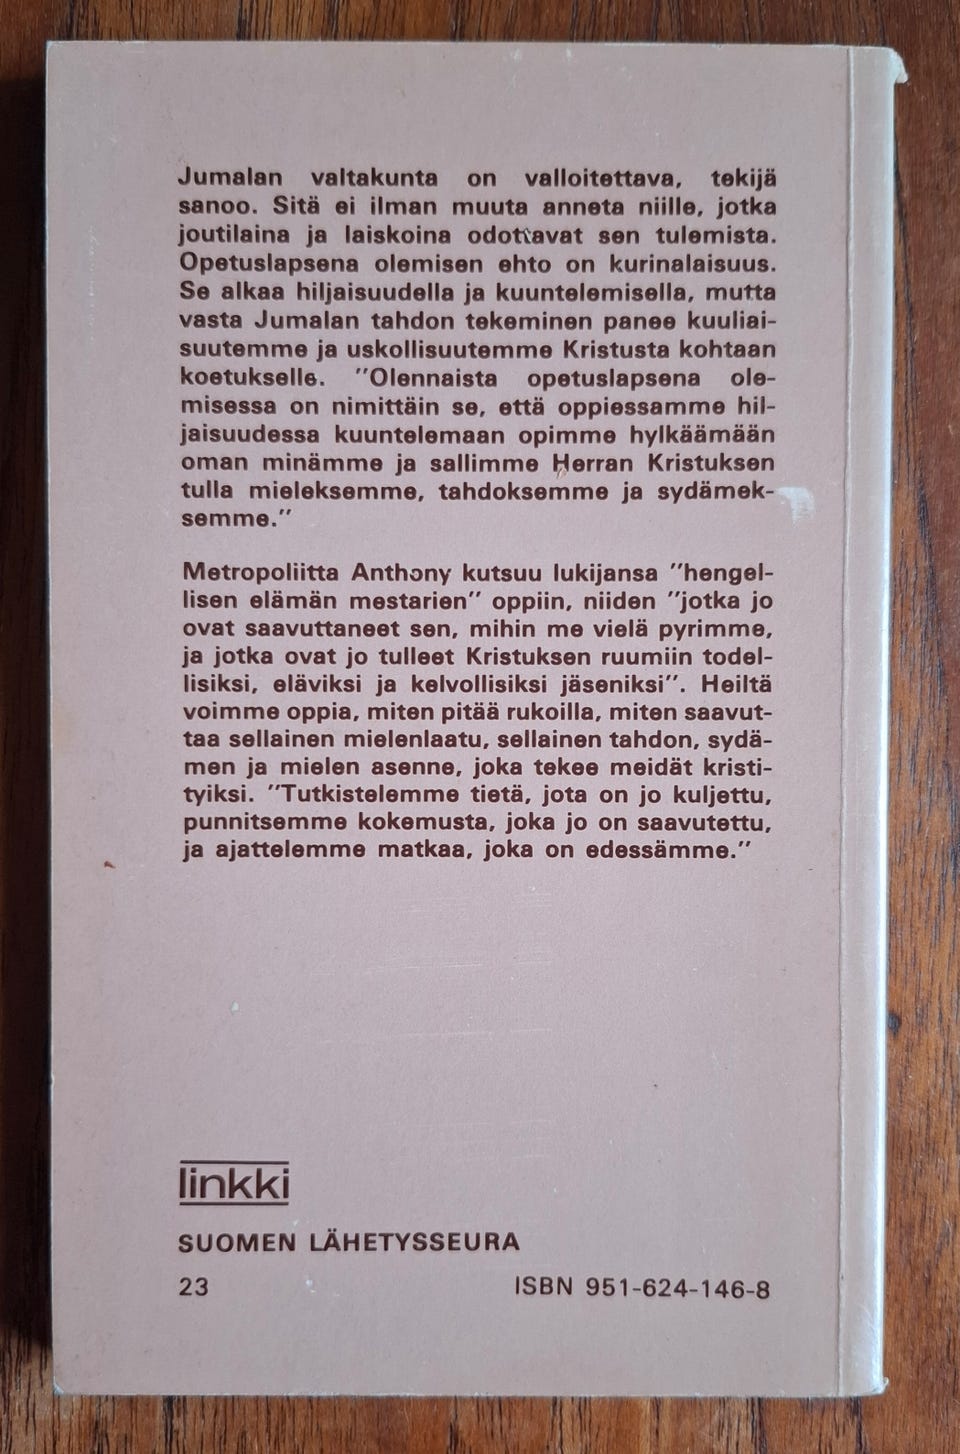 Jumalan valtakunta on valloitettava, tekijä
sanoo. Sitä ei ilman muuta anneta niille, jotka
joutilaina ja laiskoina odottavat sen tulemista.
Opetuslapsena olemisen ehto on kurinalaisuus.
Se alkaa hiljaisuudella ja kuuntelemisella, mutta
vasta Jumalan tahdon tekeminen panee kuuliai-
suutemme ja uskollisuutemme Kristusta kohtaan
koetukselle. "Olennaista opetuslapsena ole-
misessa on nimittäin se, että oppiessamme hil-
jaisuudessa kuuntelemaan opimme hylkäämään
oman minämme ja sallimme Herran Kristuksen
tulla mieleksemme, tahdoksemme ja sydämek-
semme."
Metropoliitta Anthony kutsuu lukijansa "hengel-
lisen elämän mestarien" oppiin, niiden "jotka jo
ovat saavuttaneet sen, mihin me vielä pyrimme,
ja jotka ovat jo tulleet Kristuksen ruumiin todel-
lisiksi, eläviksi ja kelvollisiksi jäseniksi". Heiltä
voimme oppia, miten pitää rukoilla, miten saavut-
taa sellainen mielenlaatu, sellainen tahdon, sydä-
men ja mielen asenne, joka tekee meidät kristi-
tyiksi. "Tutkistelemme tietä, jota on jo kuljettu,
punnitsemme kokemusta, joka jo on saavutettu,
ja ajattelemme matkaa, joka on edessämme."
linkki
SUOMEN LÄHETYSSEURA
23 ISBN 951-624-146-8